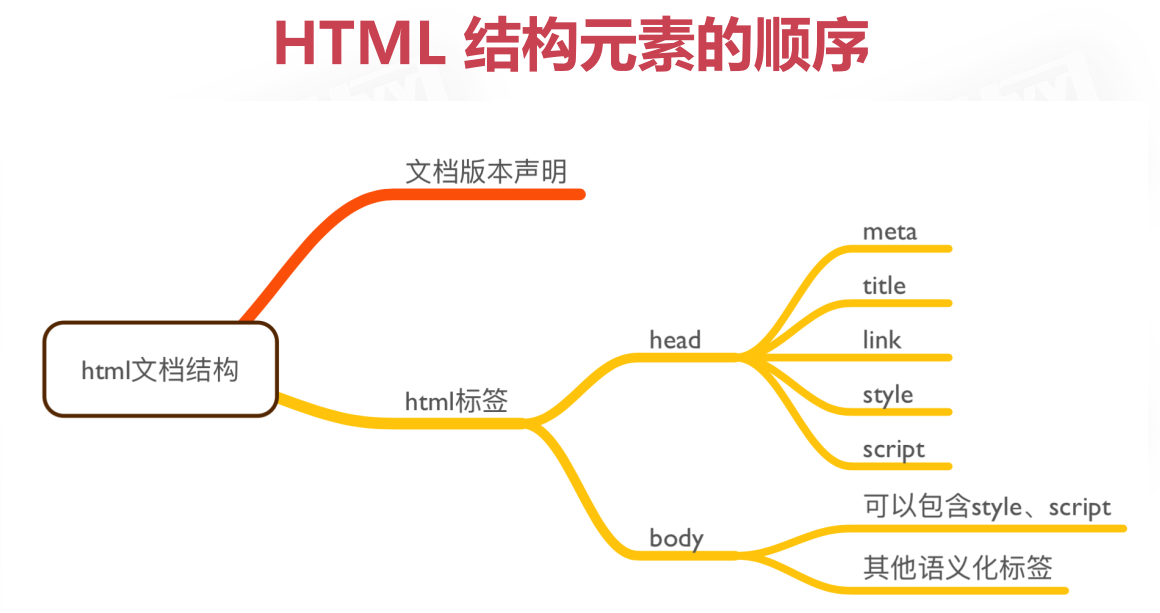 HTML 结构元素的顺序
文档版本声明
meta
title
link
head
style
html文档结构
html标签
script
可以包含style、script
body
其他语义化标签